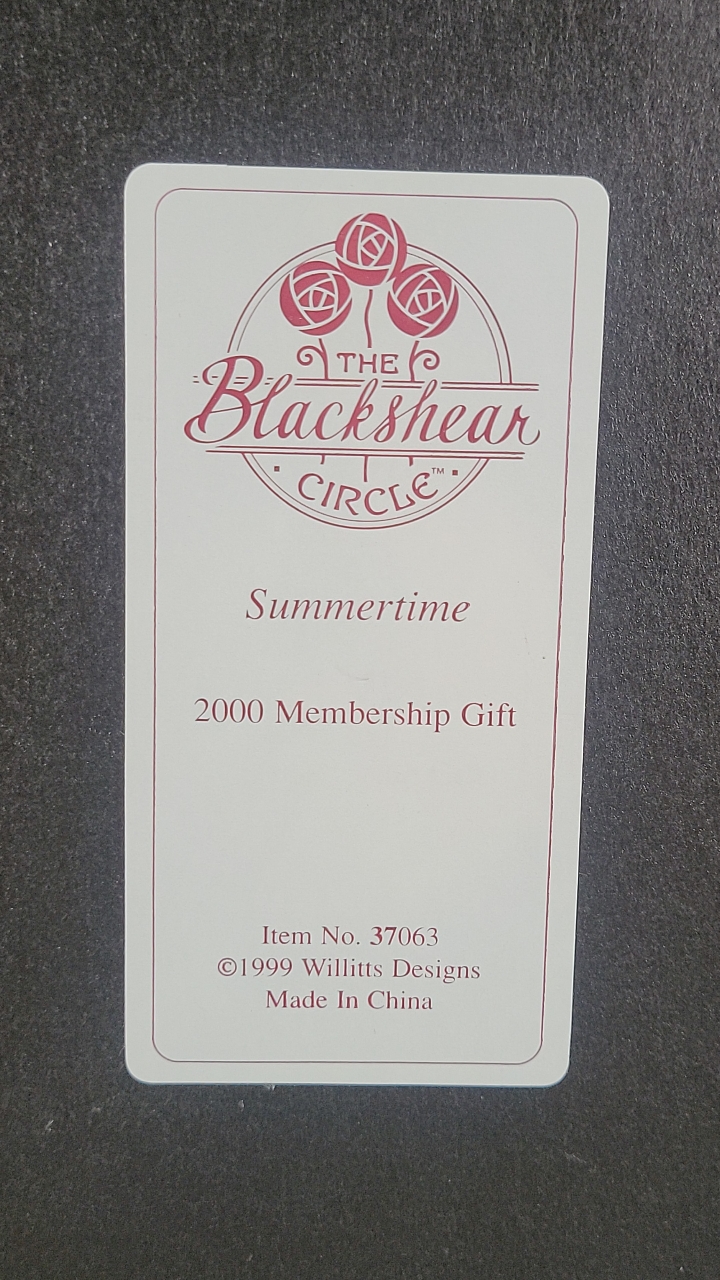 THE
Blackshear
CIRCLE™
Summertime
2000 Membership Gift
Item No. 37063
©1999 Willitts Designs
Made In China